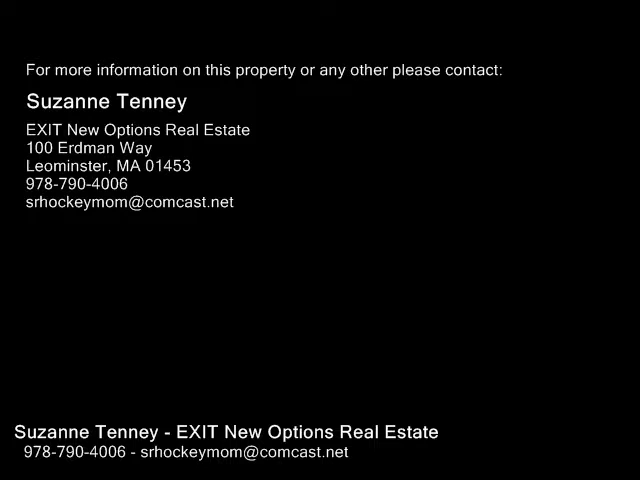 For more information on this property or any other please contact:
Suzanne Tenney
EXIT New Options Real Estate
100 Erdman Way
Leominster, MA 01453
978-790-4006
srhockeymom@comcast.net
Suzanne Tenney - EXIT New Options Real Estate
978-790-4006 - srhockeymom@comcast.net